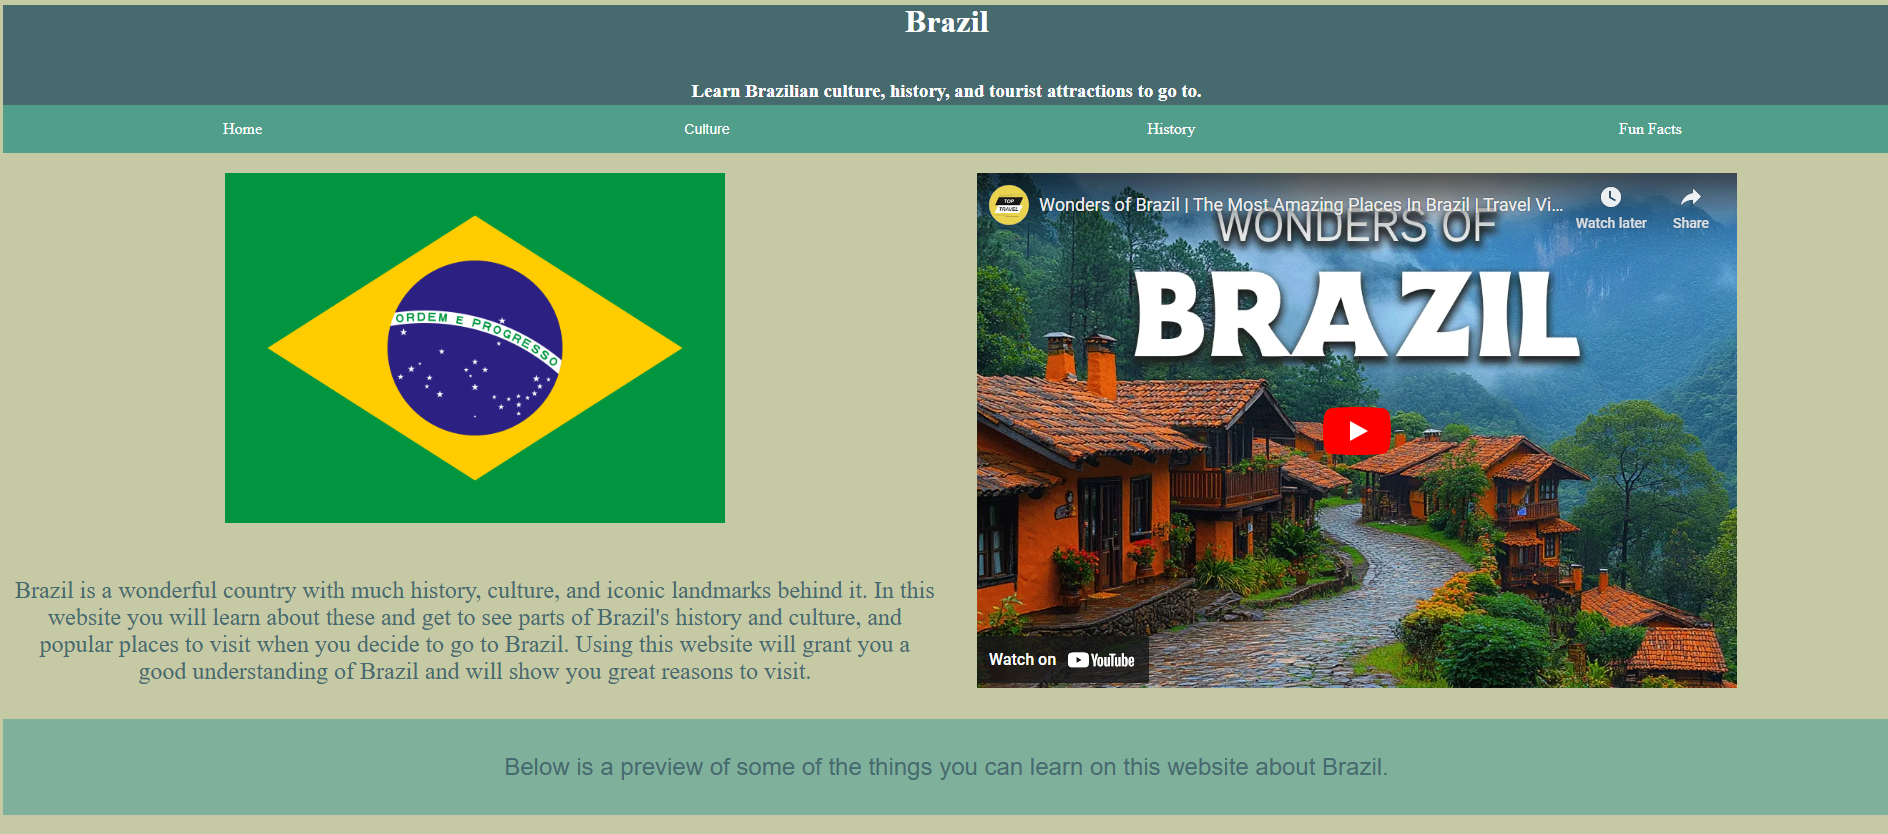 Brazil
Learn Brazilian culture, history, and tourist attractions to go to.
Home
Culture
History
Fun Facts
ORDEM E PROGRESSO
TOP
TRAVEL
Wonders of Brazil | The Most Amazing Places In Brazil | Travel Vi...
Watch later
Share
WONDERS OF
BRAZIL
Watch on YouTube
Brazil is a wonderful country with much history, culture, and iconic landmarks behind it. In this
website you will learn about these and get to see parts of Brazil's history and culture, and
popular places to visit when you decide to go to Brazil. Using this website will grant you a
good understanding of Brazil and will show you great reasons to visit.
Below is a preview of some of the things you can learn on this website about Brazil.